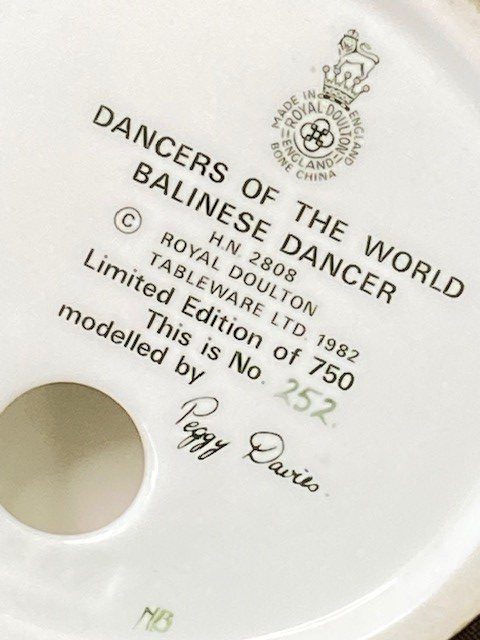 MADE IN ENGLAND
ROYAL DOULTON
ENGLAND
BONE CHINA
DANCERS OF THE WORLD
BALINESE DANCER
H.N. 2808
© ROYAL DOULTON
TABLEWARE LTD. 1982
Limited Edition of 750
This is No. 252.
modelled by
Peggy Davies.
NB